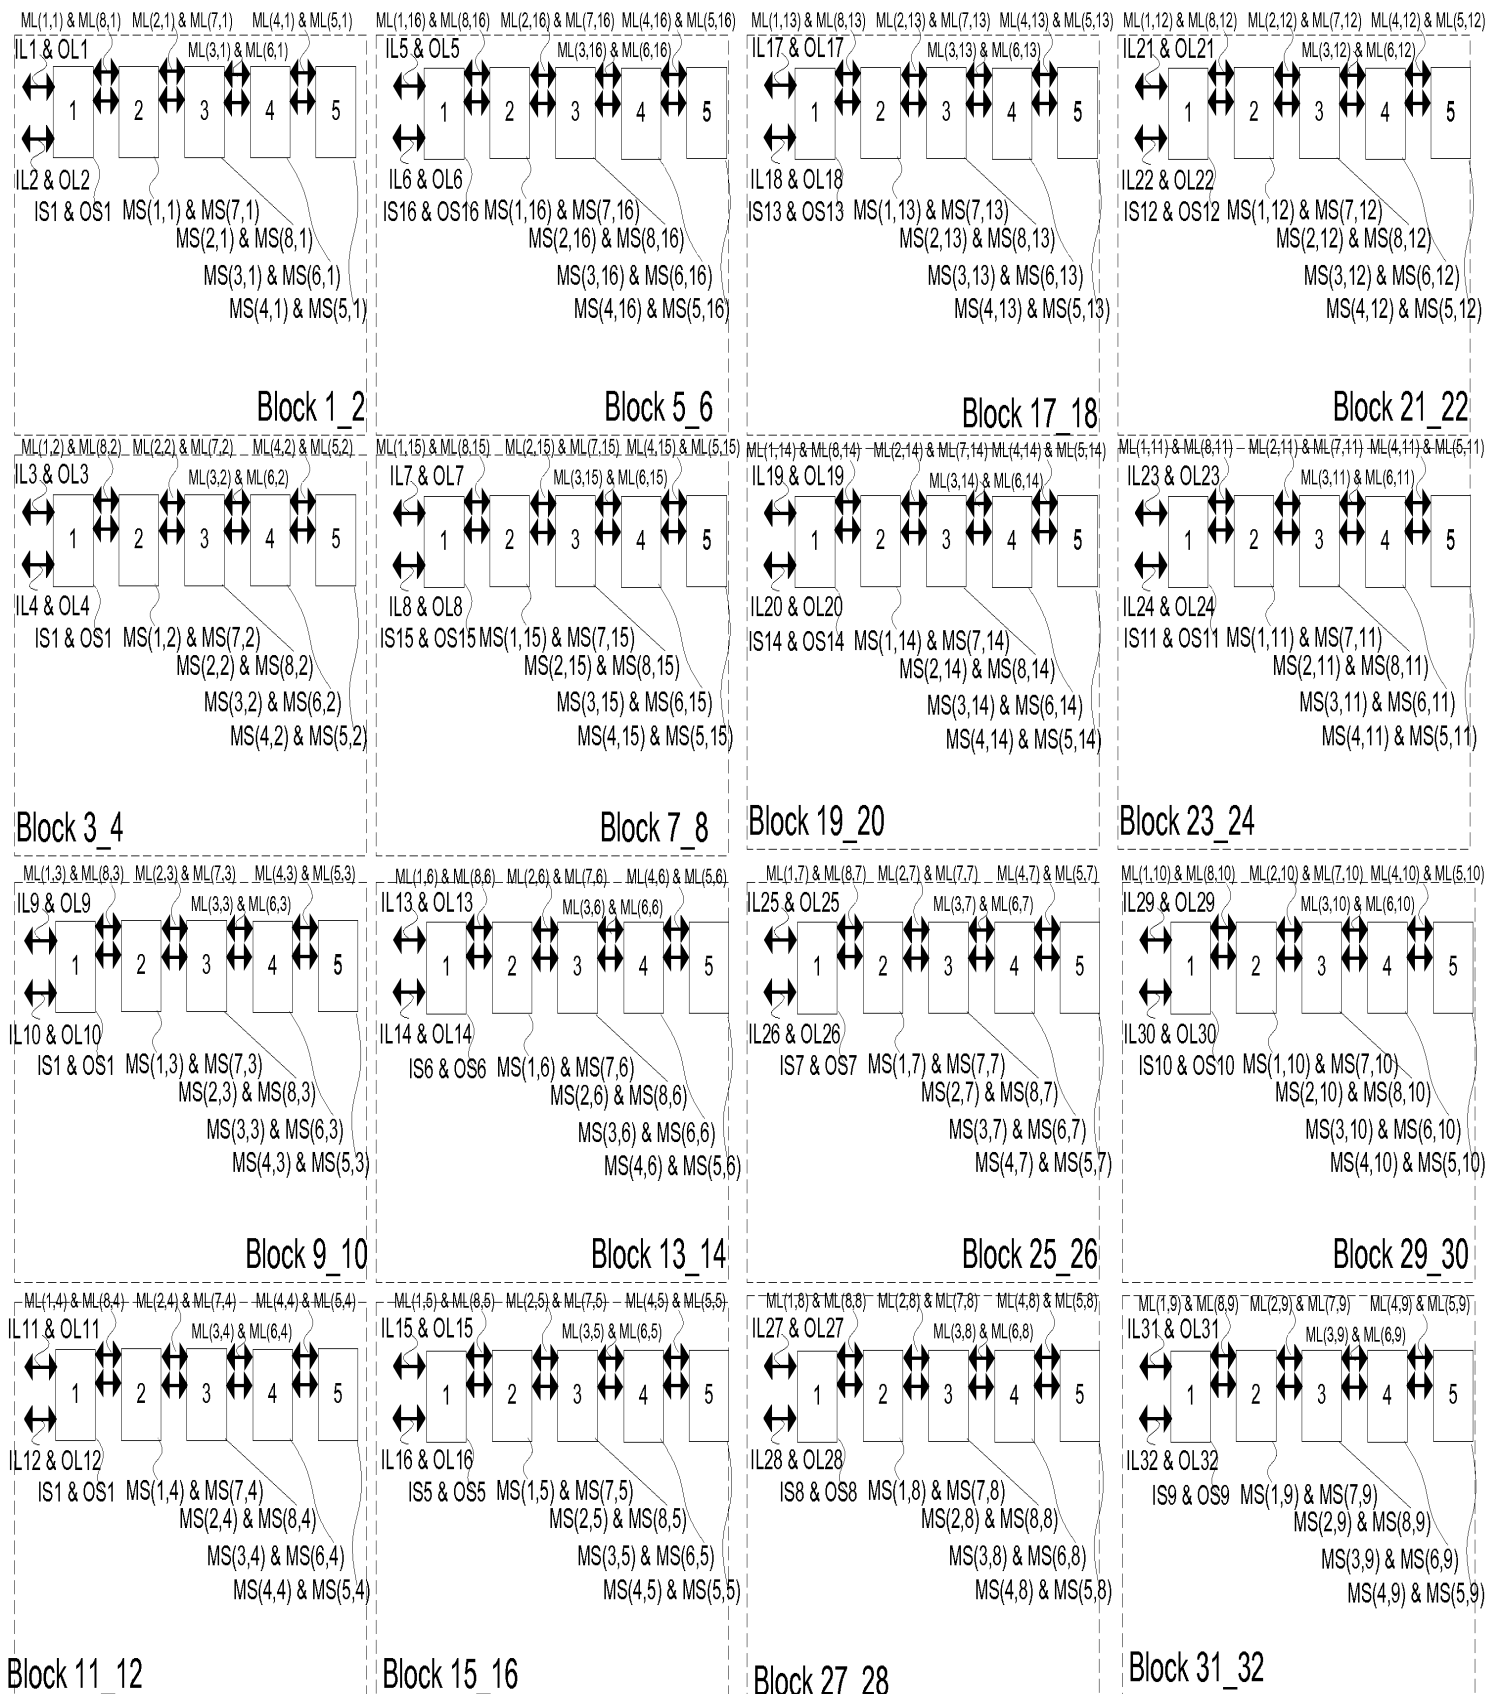 ML(1,1) & ML(8,1) ML(2,1) & ML(7,1) ML(4,1) & ML(5,1)
IL1 & OL1 ML(3,1) & ML(6,1)
1 2 3 4 5
IL2 & OL2
IS1 & OS1 MS(1,1) & MS(7,1)
MS(2,1) & MS(8,1)
MS(3,1) & MS(6,1)
MS(4,1) & MS(5,1)
Block 1_2
ML(1,16) & ML(8,16) ML(2,16) & ML(7,16) ML(4,16) & ML(5,16)
IL5 & OL5 ML(3,16) & ML(6,16)
1 2 3 4 5
IL6 & OL6
IS16 & OS16 MS(1,16) & MS(7,16)
MS(2,16) & MS(8,16)
MS(3,16) & MS(6,16)
MS(4,16) & MS(5,16)
Block 5_6
ML(1,13) & ML(8,13) ML(2,13) & ML(7,13) ML(4,13) & ML(5,13)
IL17 & OL17 ML(3,13) & ML(6,13)
1 2 3 4 5
IL18 & OL18
IS13 & OS13 MS(1,13) & MS(7,13)
MS(2,13) & MS(8,13)
MS(3,13) & MS(6,13)
MS(4,13) & MS(5,13)
Block 17_18
ML(1,12) & ML(8,12) ML(2,12) & ML(7,12) ML(4,12) & ML(5,12)
IL21 & OL21 ML(3,12) & ML(6,12)
1 2 3 4 5
IL22 & OL22
IS12 & OS12 MS(1,12) & MS(7,12)
MS(2,12) & MS(8,12)
MS(3,12) & MS(6,12)
MS(4,12) & MS(5,12)
Block 21_22
ML(1,2) & ML(8,2) ML(2,2) & ML(7,2) ML(4,2) & ML(5,2)
IL3 & OL3 ML(3,2) & ML(6,2)
1 2 3 4 5
IL4 & OL4
IS1 & OS1 MS(1,2) & MS(7,2)
MS(2,2) & MS(8,2)
MS(3,2) & MS(6,2)
MS(4,2) & MS(5,2)
Block 3_4
ML(1,15) & ML(8,15) ML(2,15) & ML(7,15) ML(4,15) & ML(5,15)
IL7 & OL7 ML(3,15) & ML(6,15)
1 2 3 4 5
IL8 & OL8
IS15 & OS15 MS(1,15) & MS(7,15)
MS(2,15) & MS(8,15)
MS(3,15) & MS(6,15)
MS(4,15) & MS(5,15)
Block 7_8
ML(1,14) & ML(8,14) ML(2,14) & ML(7,14) ML(4,14) & ML(5,14)
IL19 & OL19 ML(3,14) & ML(6,14)
1 2 3 4 5
IL20 & OL20
IS14 & OS14 MS(1,14) & MS(7,14)
MS(2,14) & MS(8,14)
MS(3,14) & MS(6,14)
MS(4,14) & MS(5,14)
Block 19_20
ML(1,11) & ML(8,11) ML(2,11) & ML(7,11) ML(4,11) & ML(5,11)
IL23 & OL23 ML(3,11) & ML(6,11)
1 2 3 4 5
IL24 & OL24
IS11 & OS11 MS(1,11) & MS(7,11)
MS(2,11) & MS(8,11)
MS(3,11) & MS(6,11)
MS(4,11) & MS(5,11)
Block 23_24
ML(1,3) & ML(8,3) ML(2,3) & ML(7,3) ML(4,3) & ML(5,3)
IL9 & OL9 ML(3,3) & ML(6,3)
1 2 3 4 5
IL10 & OL10
IS1 & OS1 MS(1,3) & MS(7,3)
MS(2,3) & MS(8,3)
MS(3,3) & MS(6,3)
MS(4,3) & MS(5,3)
Block 9_10
ML(1,6) & ML(8,6) ML(2,6) & ML(7,6) ML(4,6) & ML(5,6)
IL13 & OL13 ML(3,6) & ML(6,6)
1 2 3 4 5
IL14 & OL14
IS6 & OS6 MS(1,6) & MS(7,6)
MS(2,6) & MS(8,6)
MS(3,6) & MS(6,6)
MS(4,6) & MS(5,6)
Block 13_14
ML(1,7) & ML(8,7) ML(2,7) & ML(7,7) ML(4,7) & ML(5,7)
IL25 & OL25 ML(3,7) & ML(6,7)
1 2 3 4 5
IL26 & OL26
IS7 & OS7 MS(1,7) & MS(7,7)
MS(2,7) & MS(8,7)
MS(3,7) & MS(6,7)
MS(4,7) & MS(5,7)
Block 25_26
ML(1,10) & ML(8,10) ML(2,10) & ML(7,10) ML(4,10) & ML(5,10)
IL29 & OL29 ML(3,10) & ML(6,10)
1 2 3 4 5
IL30 & OL30
IS10 & OS10 MS(1,10) & MS(7,10)
MS(2,10) & MS(8,10)
MS(3,10) & MS(6,10)
MS(4,10) & MS(5,10)
Block 29_30
ML(1,4) & ML(8,4) ML(2,4) & ML(7,4) ML(4,4) & ML(5,4)
IL11 & OL11 ML(3,4) & ML(6,4)
1 2 3 4 5
IL12 & OL12
IS1 & OS1 MS(1,4) & MS(7,4)
MS(2,4) & MS(8,4)
MS(3,4) & MS(6,4)
MS(4,4) & MS(5,4)
Block 11_12
ML(1,5) & ML(8,5) ML(2,5) & ML(7,5) ML(4,5) & ML(5,5)
IL15 & OL15 ML(3,5) & ML(6,5)
1 2 3 4 5
IL16 & OL16
IS5 & OS5 MS(1,5) & MS(7,5)
MS(2,5) & MS(8,5)
MS(3,5) & MS(6,5)
MS(4,5) & MS(5,5)
Block 15_16
ML(1,8) & ML(8,8) ML(2,8) & ML(7,8) ML(4,8) & ML(5,8)
IL27 & OL27 ML(3,8) & ML(6,8)
1 2 3 4 5
IL28 & OL28
IS8 & OS8 MS(1,8) & MS(7,8)
MS(2,8) & MS(8,8)
MS(3,8) & MS(6,8)
MS(4,8) & MS(5,8)
Block 27_28
ML(1,9) & ML(8,9) ML(2,9) & ML(7,9) ML(4,9) & ML(5,9)
IL31 & OL31 ML(3,9) & ML(6,9)
1 2 3 4 5
IL32 & OL32
IS9 & OS9 MS(1,9) & MS(7,9)
MS(2,9) & MS(8,9)
MS(3,9) & MS(6,9)
MS(4,9) & MS(5,9)
Block 31_32